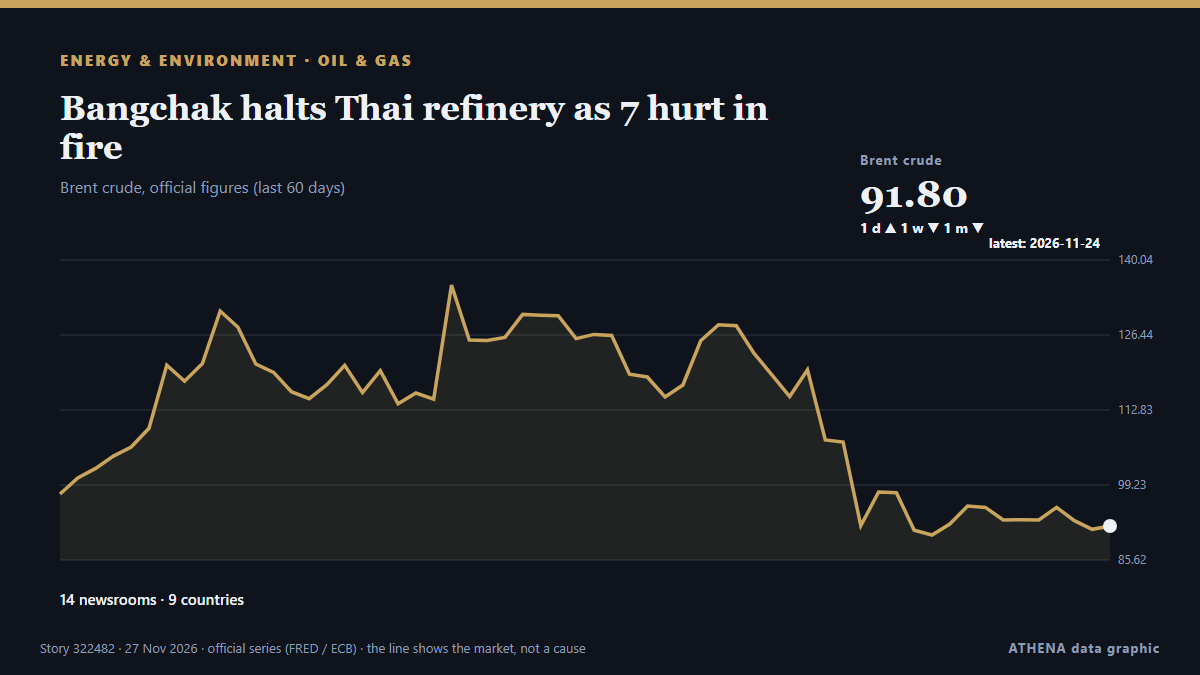 ENERGY & ENVIRONMENT · OIL & GAS
Bangchak halts Thai refinery as 7 hurt in
fire
Brent crude, official figures (last 60 days)
Brent crude
91.80
1 d ▲ 1 w ▼ 1 m ▼
latest: 2026-11-24
140.04
126.44
112.83
99.23
85.62
14 newsrooms · 9 countries
Story 322482 · 27 Nov 2026 · official series (FRED / ECB) · the line shows the market, not a cause
ATHENA data graphic